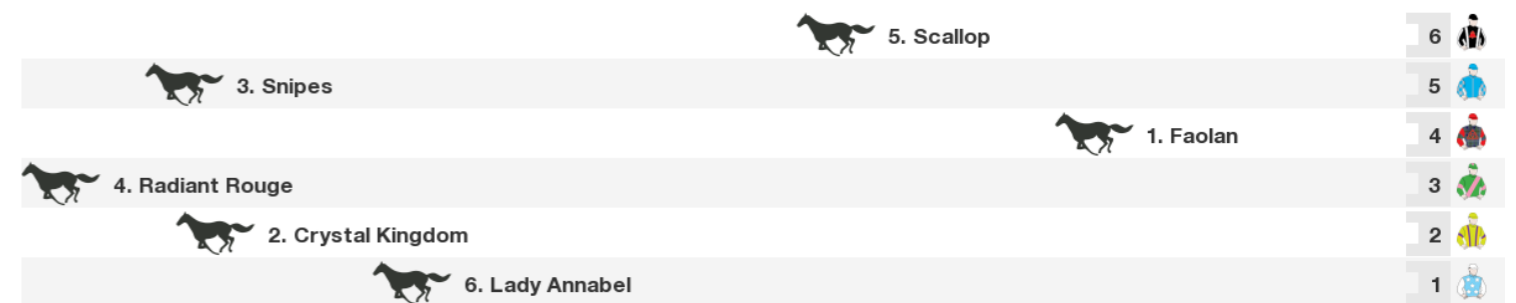 5. Scallop 6
3. Snipes 5
1. Faolan 4
4. Radiant Rouge 3
2. Crystal Kingdom 2
6. Lady Annabel 1